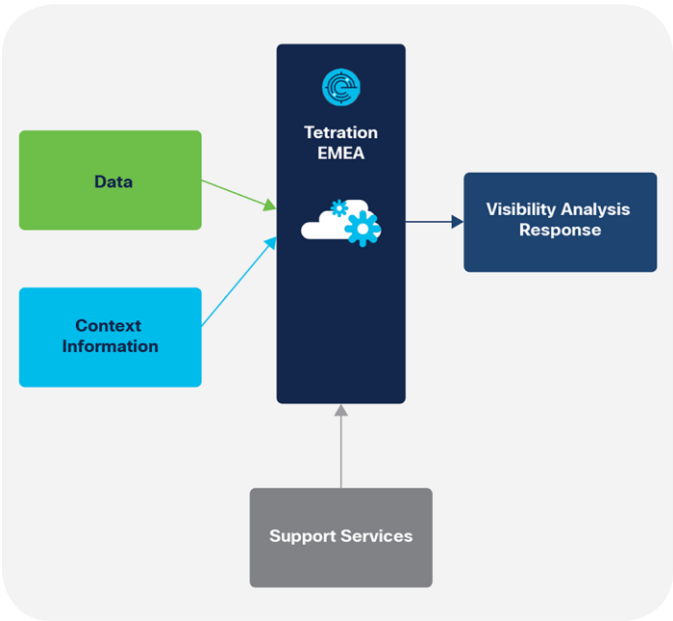 Tetration
EMEA
Data
Visibility Analysis
Response
Context
Information
Support Services